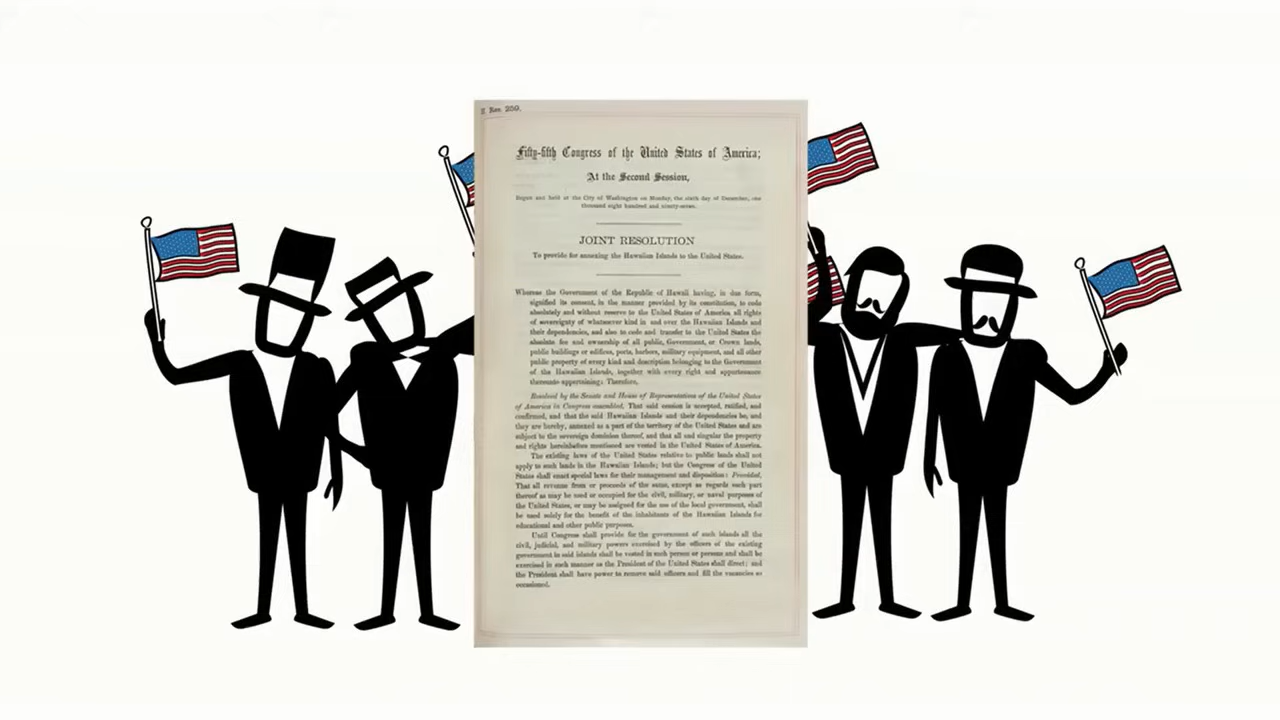 S. Res. 259.
Fifty-fifth Congress of the United States of America;
At the Second Session,
Begun and held at the City of Washington on Monday, the sixth day of December, one
thousand eight hundred and ninety-seven.
JOINT RESOLUTION
To provide for annexing the Hawaiian Islands to the United States.
Whereas the Government of the Republic of Hawaii having, in due form,
signified its consent, in the manner provided by its constitution, to cede
absolutely and without reserve to the United States of America all rights
of sovereignty of whatsoever kind in and over the Hawaiian Islands and
their dependencies, and also to cede and transfer to the United States the
absolute fee and ownership of all public, Government, or Crown lands,
public buildings or edifices, ports, harbors, military equipment, and all other
public property of every kind and description belonging to the Government
of the Hawaiian Islands, together with every right and appurtenance
thereunto appertaining: Therefore,
Resolved by the Senate and House of Representatives of the United States
of America in Congress assembled, That said cession is accepted, ratified, and
confirmed, and that the said Hawaiian Islands and their dependencies be, and
they are hereby, annexed as a part of the territory of the United States and are
subject to the sovereign dominion thereof, and that all and singular the property
and rights hereinbefore mentioned are vested in the United States of America.
The existing laws of the United States relative to public lands shall not
apply to such lands in the Hawaiian Islands; but the Congress of the United
States shall enact special laws for their management and disposition: Provided,
That all revenue from or proceeds of the same, except as regards such part
thereof as may be used or occupied for the civil, military, or naval purposes of
the United States, or may be assigned for the use of the local government, shall
be used solely for the benefit of the inhabitants of the Hawaiian Islands for
educational and other public purposes.
Until Congress shall provide for the government of such islands all the
civil, judicial, and military powers exercised by the officers of the existing
government in said islands shall be vested in such person or persons and shall be
exercised in such manner as the President of the United States shall direct; and
the President shall have power to remove said officers and fill the vacancies so
occasioned.